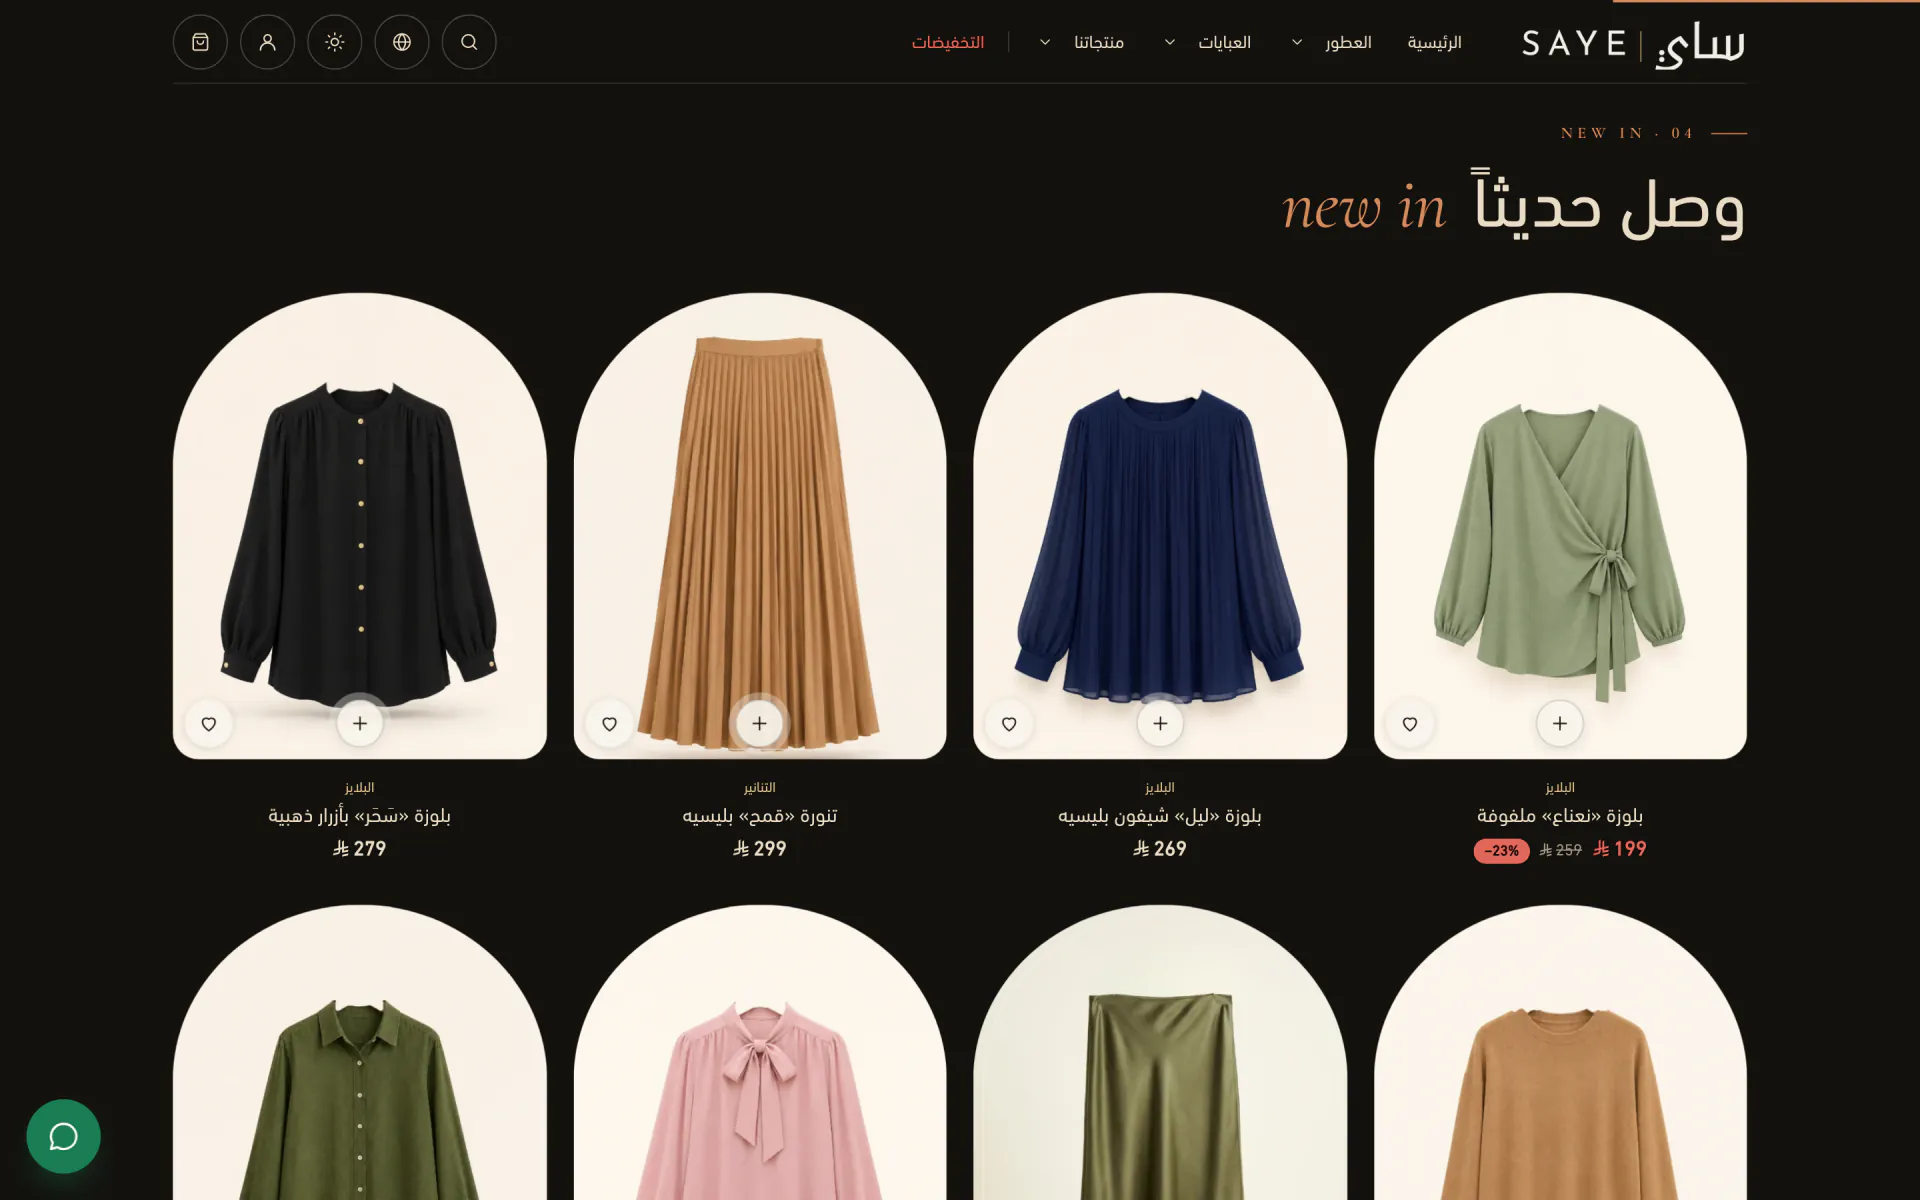 ساي | SAYE
الرئيسية
العطور
العبايات
منتجاتنا
التخفيضات
NEW IN · 04
وصل حديثاً new in
البلايز
بلوزة «نعناع» ملفوفة
199 259 −23%
البلايز
بلوزة «ليل» شيفون بليسيه
269
التنانير
تنورة «قمح» بليسيه
299
البلايز
بلوزة «سَحَر» بأزرار ذهبية
279